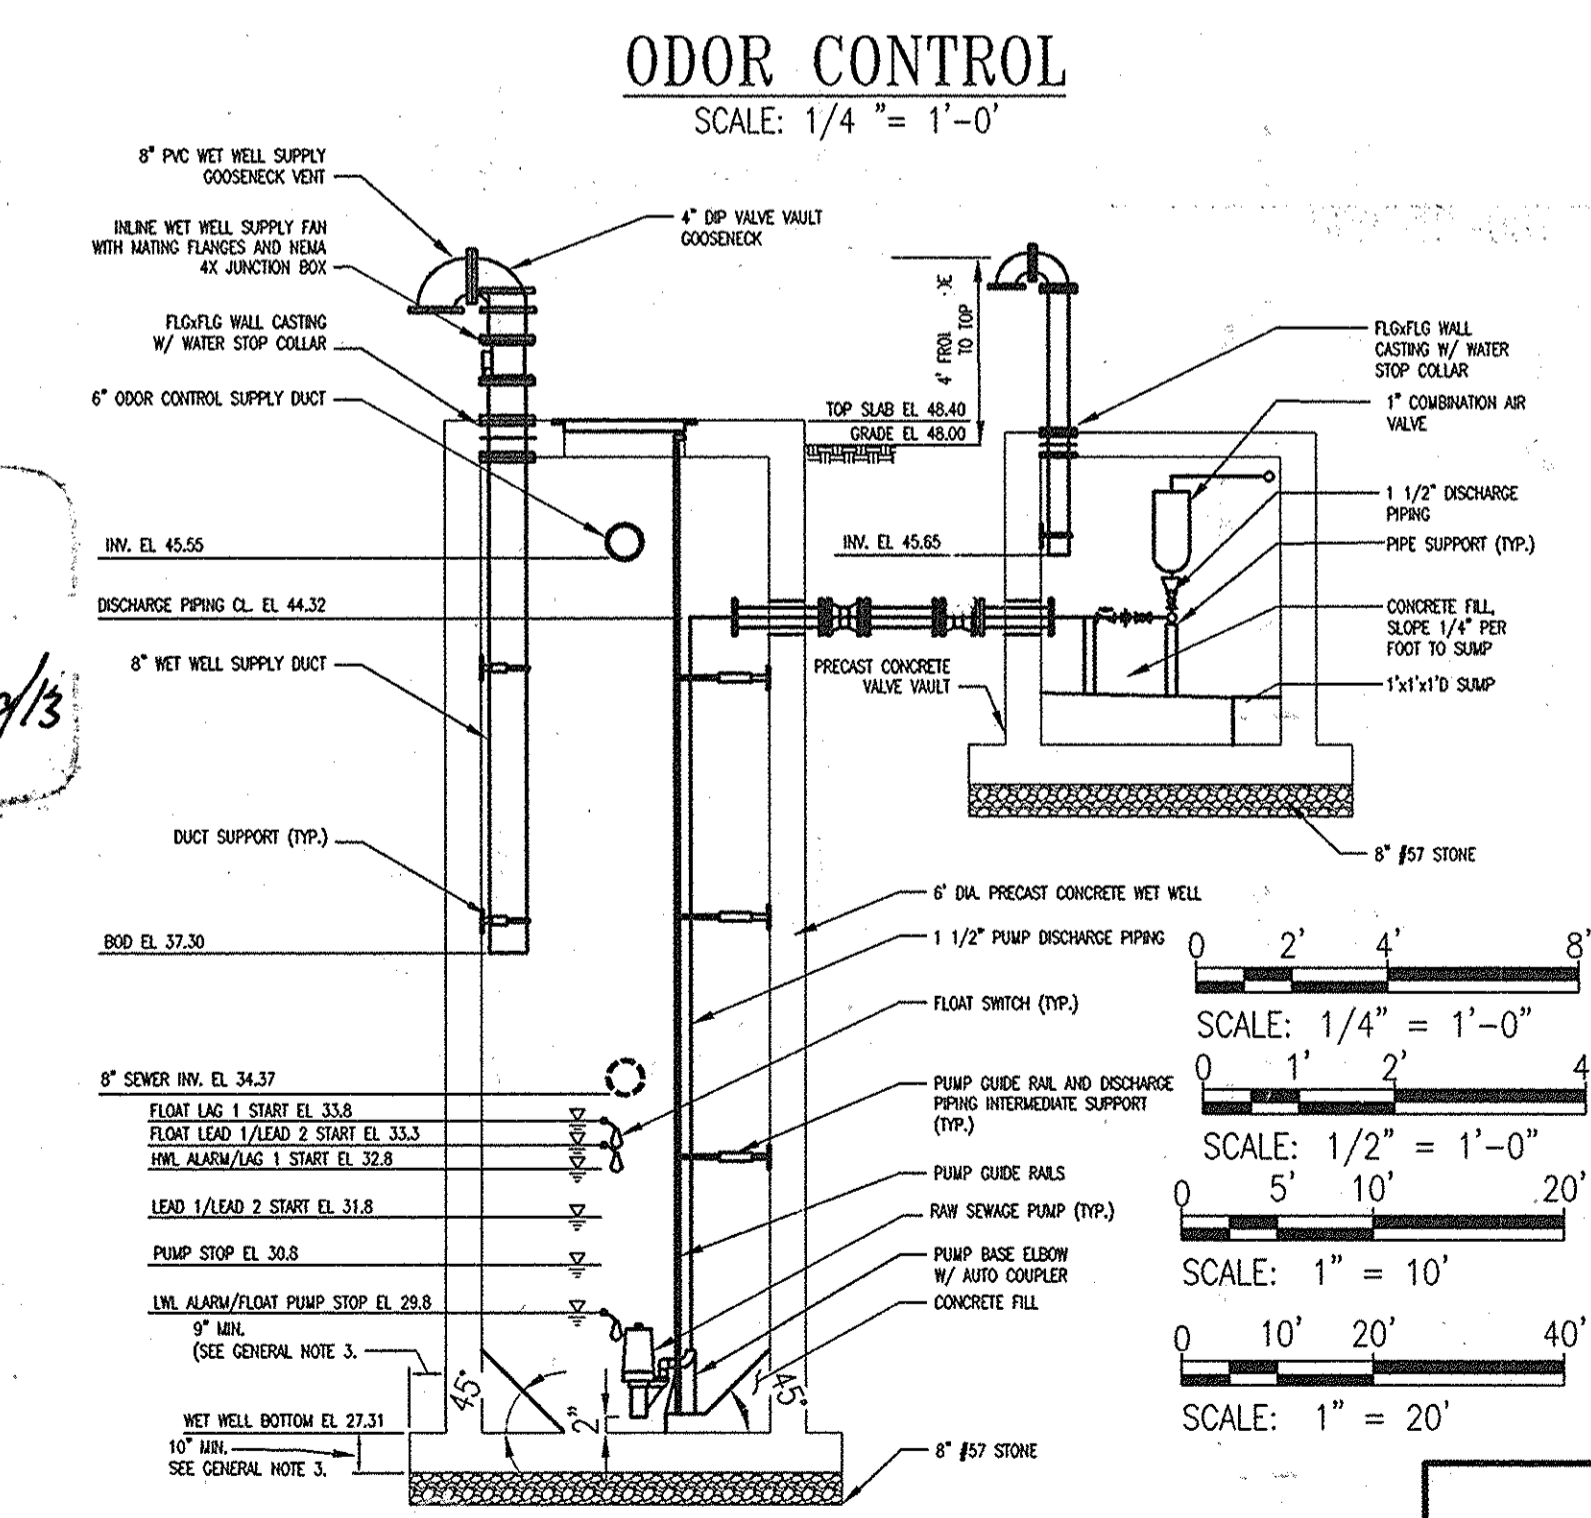 ODOR CONTROL
SCALE: 1/4 "= 1'-0'
8" PVC WET WELL SUPPLY
GOOSENECK VENT
INLINE WET WELL SUPPLY FAN
WITH MATING FLANGES AND NEMA
4X JUNCTION BOX
FLGxFLG WALL CASTING
W/ WATER STOP COLLAR
6" ODOR CONTROL SUPPLY DUCT
INV. EL 45.55
DISCHARGE PIPING CL. EL 44.32
8" WET WELL SUPPLY DUCT
DUCT SUPPORT (TYP.)
BOD EL 37.30
8" SEWER INV. EL 34.37
FLOAT LAG 1 START EL 33.8
FLOAT LEAD 1/LEAD 2 START EL 33.3
HWL ALARM/LAG 1 START EL 32.8
LEAD 1/LEAD 2 START EL 31.8
PUMP STOP EL 30.8
LWL ALARM/FLOAT PUMP STOP EL 29.8
9" MIN.
(SEE GENERAL NOTE 3.
WET WELL BOTTOM EL 27.31
10" MIN.
SEE GENERAL NOTE 3.
45°
2"
45°
4" DIP VALVE VAULT
GOOSENECK
4' FROM
TO TOP
TOP SLAB EL 48.40
GRADE EL 48.00
INV. EL 45.65
PRECAST CONCRETE
VALVE VAULT
FLGxFLG WALL
CASTING W/ WATER
STOP COLLAR
1" COMBINATION AIR
VALVE
1 1/2" DISCHARGE
PIPING
PIPE SUPPORT (TYP.)
CONCRETE FILL,
SLOPE 1/4" PER
FOOT TO SUMP
1'x1'x1'D SUMP
8" #57 STONE
6' DIA. PRECAST CONCRETE WET WELL
1 1/2" PUMP DISCHARGE PIPING
FLOAT SWITCH (TYP.)
PUMP GUIDE RAIL AND DISCHARGE
PIPING INTERMEDIATE SUPPORT
(TYP.)
PUMP GUIDE RAILS
RAW SEWAGE PUMP (TYP.)
PUMP BASE ELBOW
W/ AUTO COUPLER
CONCRETE FILL
8" #57 STONE
0 2' 4' 8'
SCALE: 1/4" = 1'-0"
0 1' 2' 4
SCALE: 1/2" = 1'-0"
0 5' 10' 20'
SCALE: 1" = 10'
0 10' 20' 40'
SCALE: 1" = 20'
/13